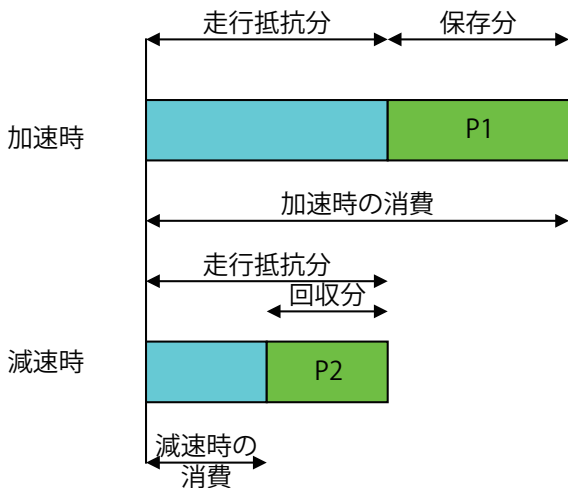 走行抵抗分
保存分
加速時
P1
加速時の消費
走行抵抗分
回収分
減速時
P2
減速時の
消費